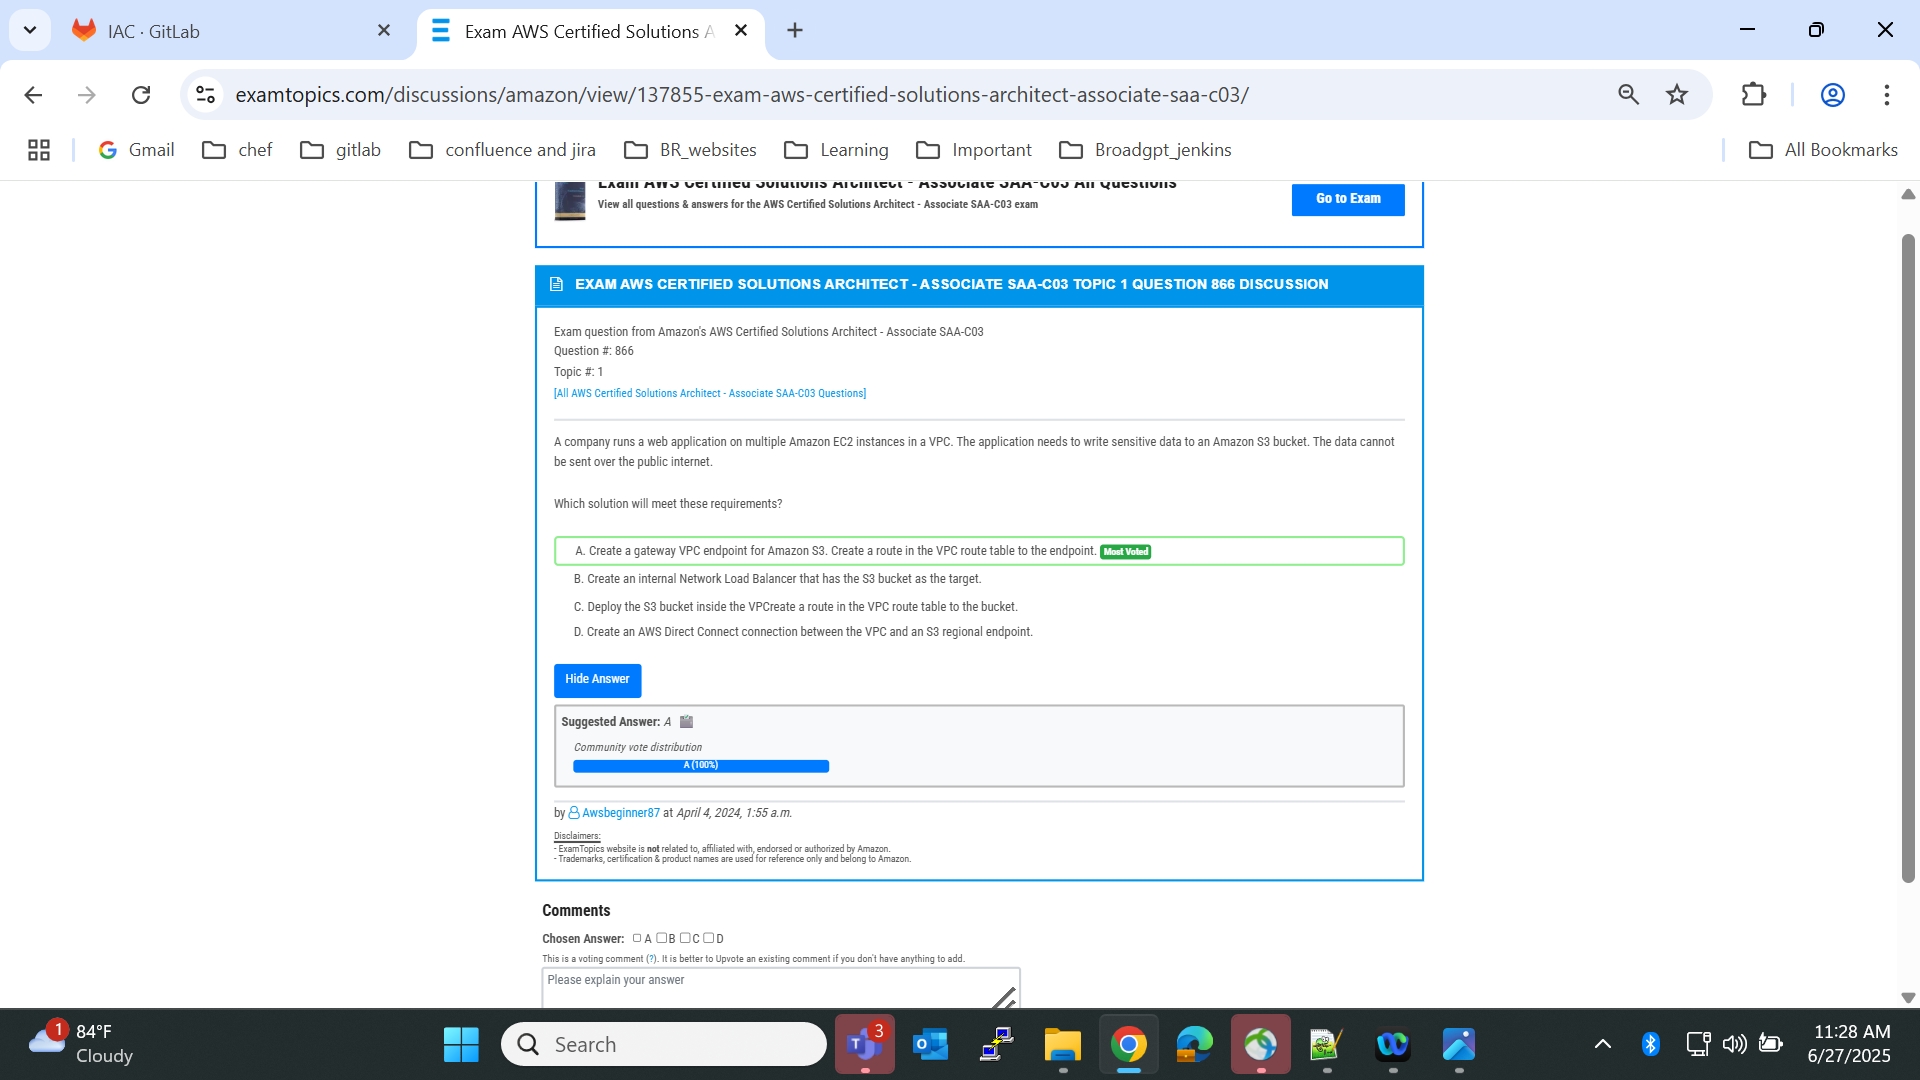 IAC · GitLab
Exam AWS Certified Solutions A
examtopics.com/discussions/amazon/view/137855-exam-aws-certified-solutions-architect-associate-saa-c03/
Gmail
chef
gitlab
confluence and jira
BR_websites
Learning
Important
Broadgpt_jenkins
All Bookmarks
Exam AWS Certified Solutions Architect - Associate SAA-C03 All Questions
View all questions & answers for the AWS Certified Solutions Architect - Associate SAA-C03 exam
Go to Exam
EXAM AWS CERTIFIED SOLUTIONS ARCHITECT - ASSOCIATE SAA-C03 TOPIC 1 QUESTION 866 DISCUSSION
Exam question from Amazon's AWS Certified Solutions Architect - Associate SAA-C03
Question #: 866
Topic #: 1
[All AWS Certified Solutions Architect - Associate SAA-C03 Questions]
A company runs a web application on multiple Amazon EC2 instances in a VPC. The application needs to write sensitive data to an Amazon S3 bucket. The data cannot
be sent over the public internet.
Which solution will meet these requirements?
A. Create a gateway VPC endpoint for Amazon S3. Create a route in the VPC route table to the endpoint. Most Voted
B. Create an internal Network Load Balancer that has the S3 bucket as the target.
C. Deploy the S3 bucket inside the VPCreate a route in the VPC route table to the bucket.
D. Create an AWS Direct Connect connection between the VPC and an S3 regional endpoint.
Hide Answer
Suggested Answer: A
Community vote distribution
A (100%)
by Awsbeginner87 at April 4, 2024, 1:55 a.m.
Disclaimers:
- ExamTopics website is not related to, affiliated with, endorsed or authorized by Amazon.
- Trademarks, certification & product names are used for reference only and belong to Amazon.
Comments
Chosen Answer: A B C D
This is a voting comment (?). It is better to Upvote an existing comment if you don't have anything to add.
Please explain your answer
1
84°F
Cloudy
Search
3
11:28 AM
6/27/2025